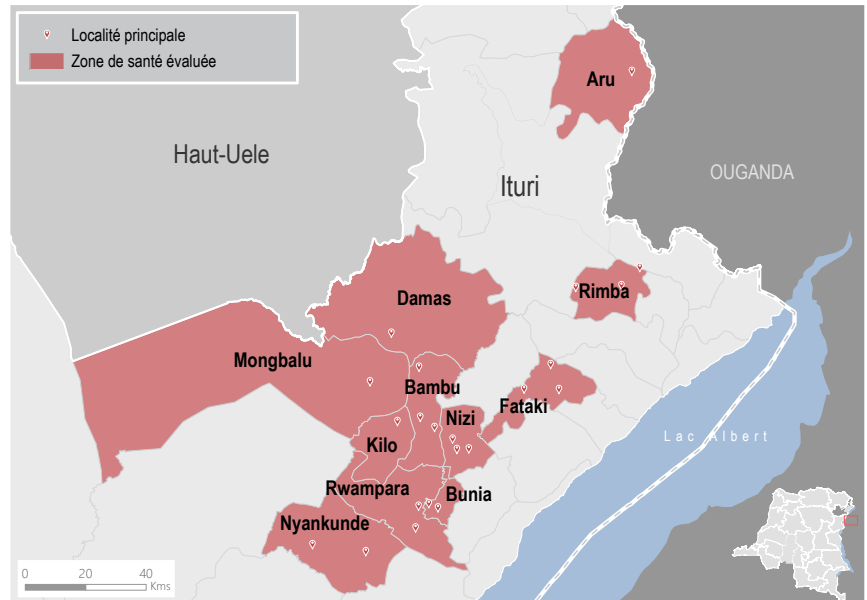 Localité principale
Zone de santé évaluée
Aru
Haut-Uele
Ituri
OUGANDA
Rimba
Damas
Mongbalu
Bambu
Fataki
Nizi
Kilo
Lac Albert
Rwampara
Bunia
Nyankunde
0 20 40
Kms